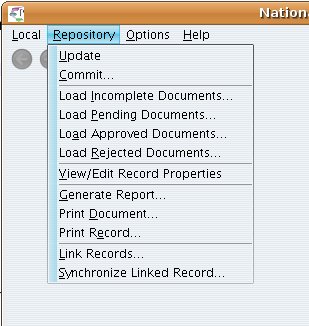 Nation
Local Repository Options Help
Update
Commit...
Load Incomplete Documents...
Load Pending Documents...
Load Approved Documents...
Load Rejected Documents...
View/Edit Record Properties
Generate Report...
Print Document...
Print Record...
Link Records...
Synchronize Linked Record...